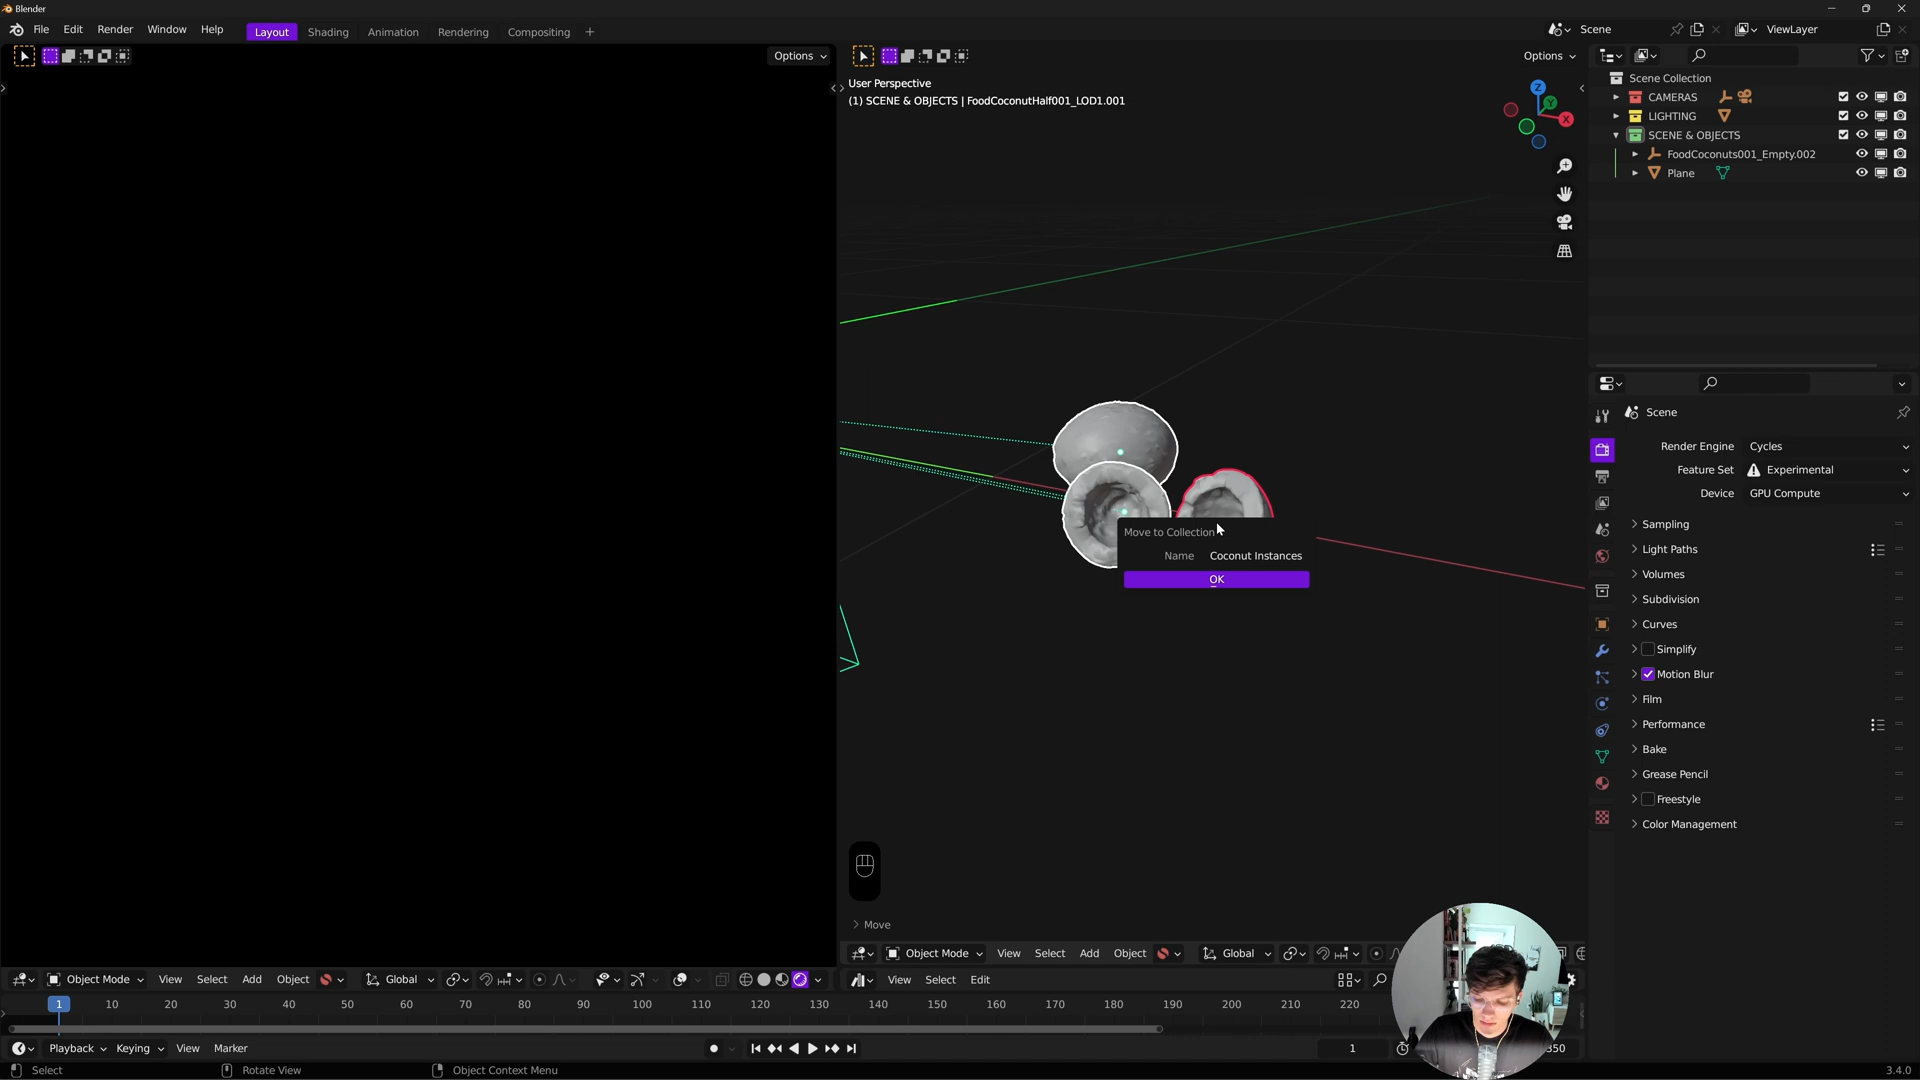 Blender
File Edit Render Window Help Layout Shading Animation Rendering Compositing + Scene ViewLayer
Options
Options
User Perspective
(1) SCENE & OBJECTS | FoodCoconutHalf001_LOD1.001
Z
Y
X
Scene Collection
CAMERAS
LIGHTING
SCENE & OBJECTS
FoodCoconuts001_Empty.002
Plane
Scene
Render Engine Cycles
Feature Set Experimental
Device GPU Compute
Sampling
Light Paths
Volumes
Subdivision
Curves
Simplify
Motion Blur
Film
Performance
Bake
Grease Pencil
Freestyle
Color Management
Move to Collection
Name Coconut Instances
OK
Move
Object Mode View Select Add Object Global
Object Mode View Select Add Object Global
View Select Edit
1 10 20 30 40 50 60 70 80 90 100 110 120 130 140 150 160 170 180 190 200 210 220
Playback Keying View Marker 1 350
Select Rotate View Object Context Menu 3.4.0